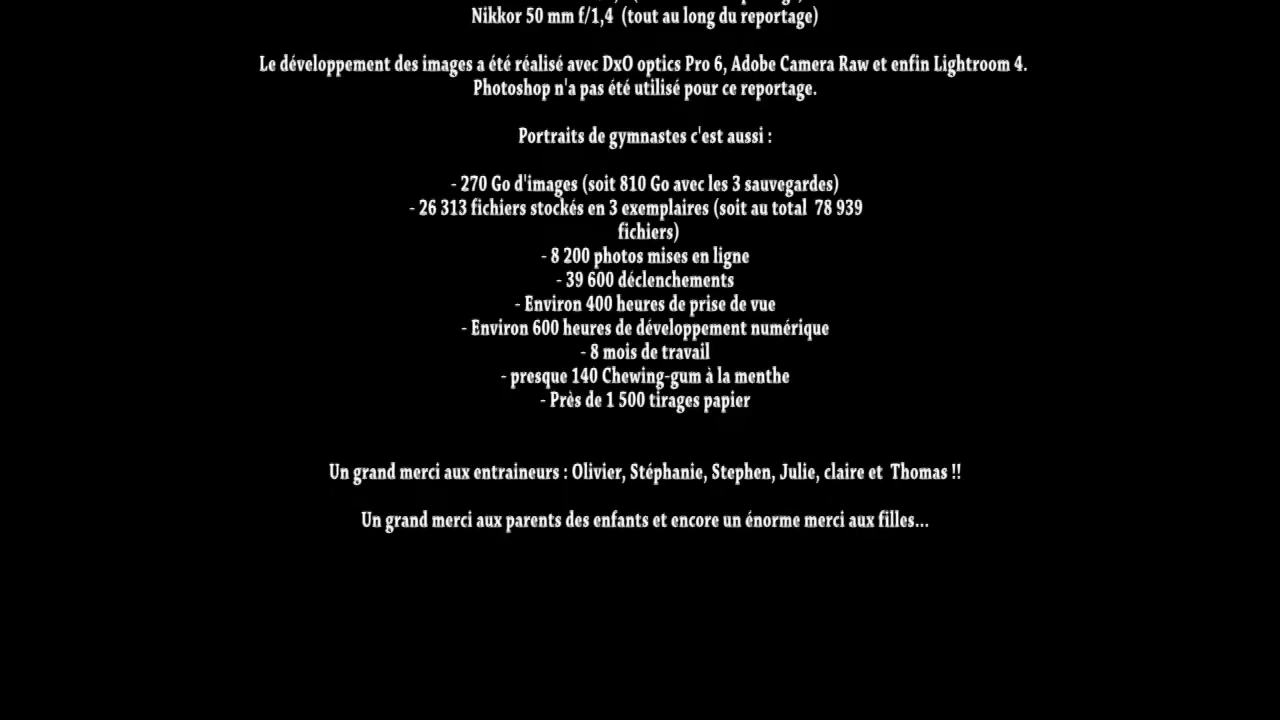 Nikkor 50 mm f/1,4 (tout au long du reportage)
Le développement des images a été réalisé avec DxO optics Pro 6, Adobe Camera Raw et enfin Lightroom 4.
Photoshop n'a pas été utilisé pour ce reportage.
Portraits de gymnastes c'est aussi :
- 270 Go d'images (soit 810 Go avec les 3 sauvegardes)
- 26 313 fichiers stockés en 3 exemplaires (soit au total 78 939
fichiers)
- 8 200 photos mises en ligne
- 39 600 déclenchements
- Environ 400 heures de prise de vue
- Environ 600 heures de développement numérique
- 8 mois de travail
- presque 140 Chewing-gum à la menthe
- Près de 1 500 tirages papier
Un grand merci aux entraineurs : Olivier, Stéphanie, Stephen, Julie, claire et Thomas !!
Un grand merci aux parents des enfants et encore un énorme merci aux filles...